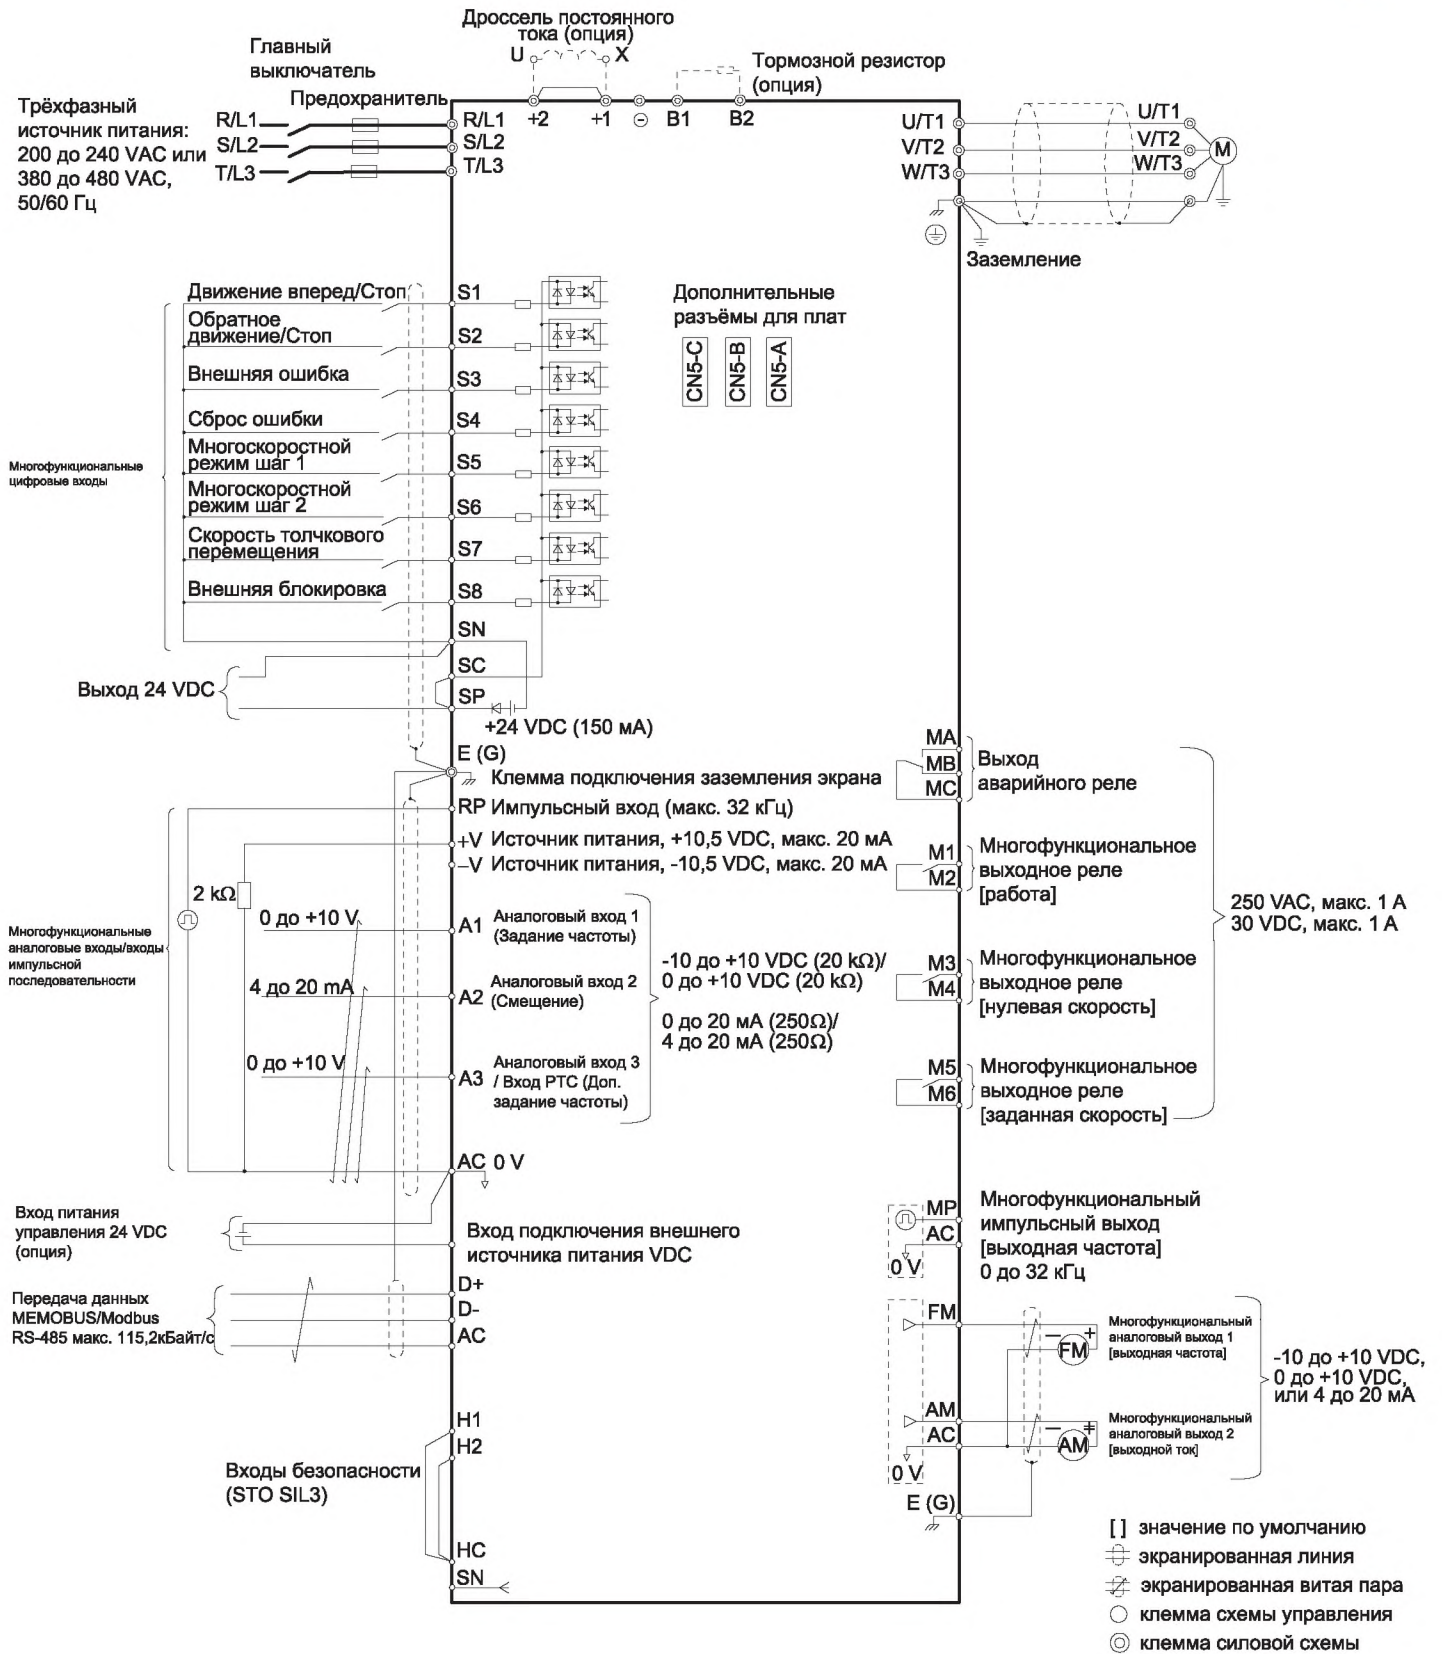 Дроссель постоянного
тока (опция)
U X
Главный
выключатель
Тормозной резистор
(опция)
Предохранитель
Трёхфазный
источник питания:
200 до 240 VAC или
380 до 480 VAC,
50/60 Гц
R/L1
S/L2
T/L3
R/L1
S/L2
T/L3
+2 +1 ⊖ B1 B2
U/T1
V/T2
W/T3
U/T1
V/T2
W/T3
M
Заземление
Дополнительные
разъёмы для плат
CN5-C
CN5-B
CN5-A
Многофункциональные
цифровые входы
Движение вперед/Стоп
S1
Обратное
движение/Стоп
S2
Внешняя ошибка
S3
Сброс ошибки
S4
Многоскоростной
режим шаг 1
S5
Многоскоростной
режим шаг 2
S6
Скорость толчкового
перемещения
S7
Внешняя блокировка
S8
SN
SC
Выход 24 VDC
SP
+24 VDC (150 мА)
E (G)
Клемма подключения заземления экрана
RP Импульсный вход (макс. 32 кГц)
+V Источник питания, +10,5 VDC, макс. 20 мА
–V Источник питания, -10,5 VDC, макс. 20 мА
2 kΩ
Многофункциональные
аналоговые входы/входы
импульсной
последовательности
0 до +10 V
A1
Аналоговый вход 1
(Задание частоты)
4 до 20 mA
A2
Аналоговый вход 2
(Смещение)
0 до +10 V
A3
Аналоговый вход 3
/ Вход PTC (Доп.
задание частоты)
-10 до +10 VDC (20 kΩ)/
0 до +10 VDC (20 kΩ)
0 до 20 мА (250Ω)/
4 до 20 мА (250Ω)
AC 0 V
Вход питания
управления 24 VDC
(опция)
Вход подключения внешнего
источника питания VDC
Передача данных
MEMOBUS/Modbus
RS-485 макс. 115,2кБайт/с
D+
D-
AC
Входы безопасности
(STO SIL3)
H1
H2
HC
SN
MA
MB
MC
Выход
аварийного реле
M1
M2
Многофункциональное
выходное реле
[работа]
M3
M4
Многофункциональное
выходное реле
[нулевая скорость]
M5
M6
Многофункциональное
выходное реле
[заданная скорость]
250 VAC, макс. 1 А
30 VDC, макс. 1 А
MP
AC
0 V
Многофункциональный
импульсный выход
[выходная частота]
0 до 32 кГц
FM
– +
FM
Многофункциональный
аналоговый выход 1
[выходная частота]
AM
AC
0 V
–
AM
Многофункциональный
аналоговый выход 2
[выходной ток]
-10 до +10 VDC,
0 до +10 VDC,
или 4 до 20 мА
E (G)
[ ] значение по умолчанию
экранированная линия
экранированная витая пара
клемма схемы управления
клемма силовой схемы